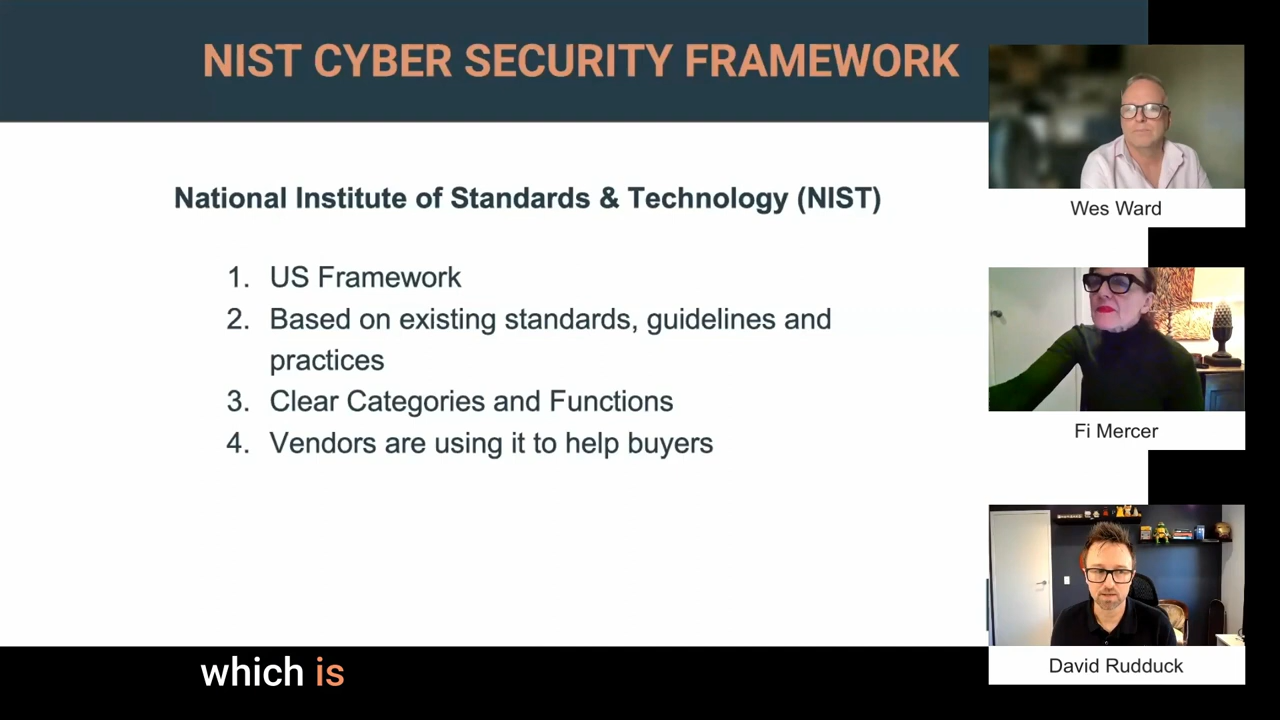 NIST CYBER SECURITY FRAMEWORK
National Institute of Standards & Technology (NIST)
1. US Framework
2. Based on existing standards, guidelines and
practices
3. Clear Categories and Functions
4. Vendors are using it to help buyers
Wes Ward
Fi Mercer
David Rudduck
which is